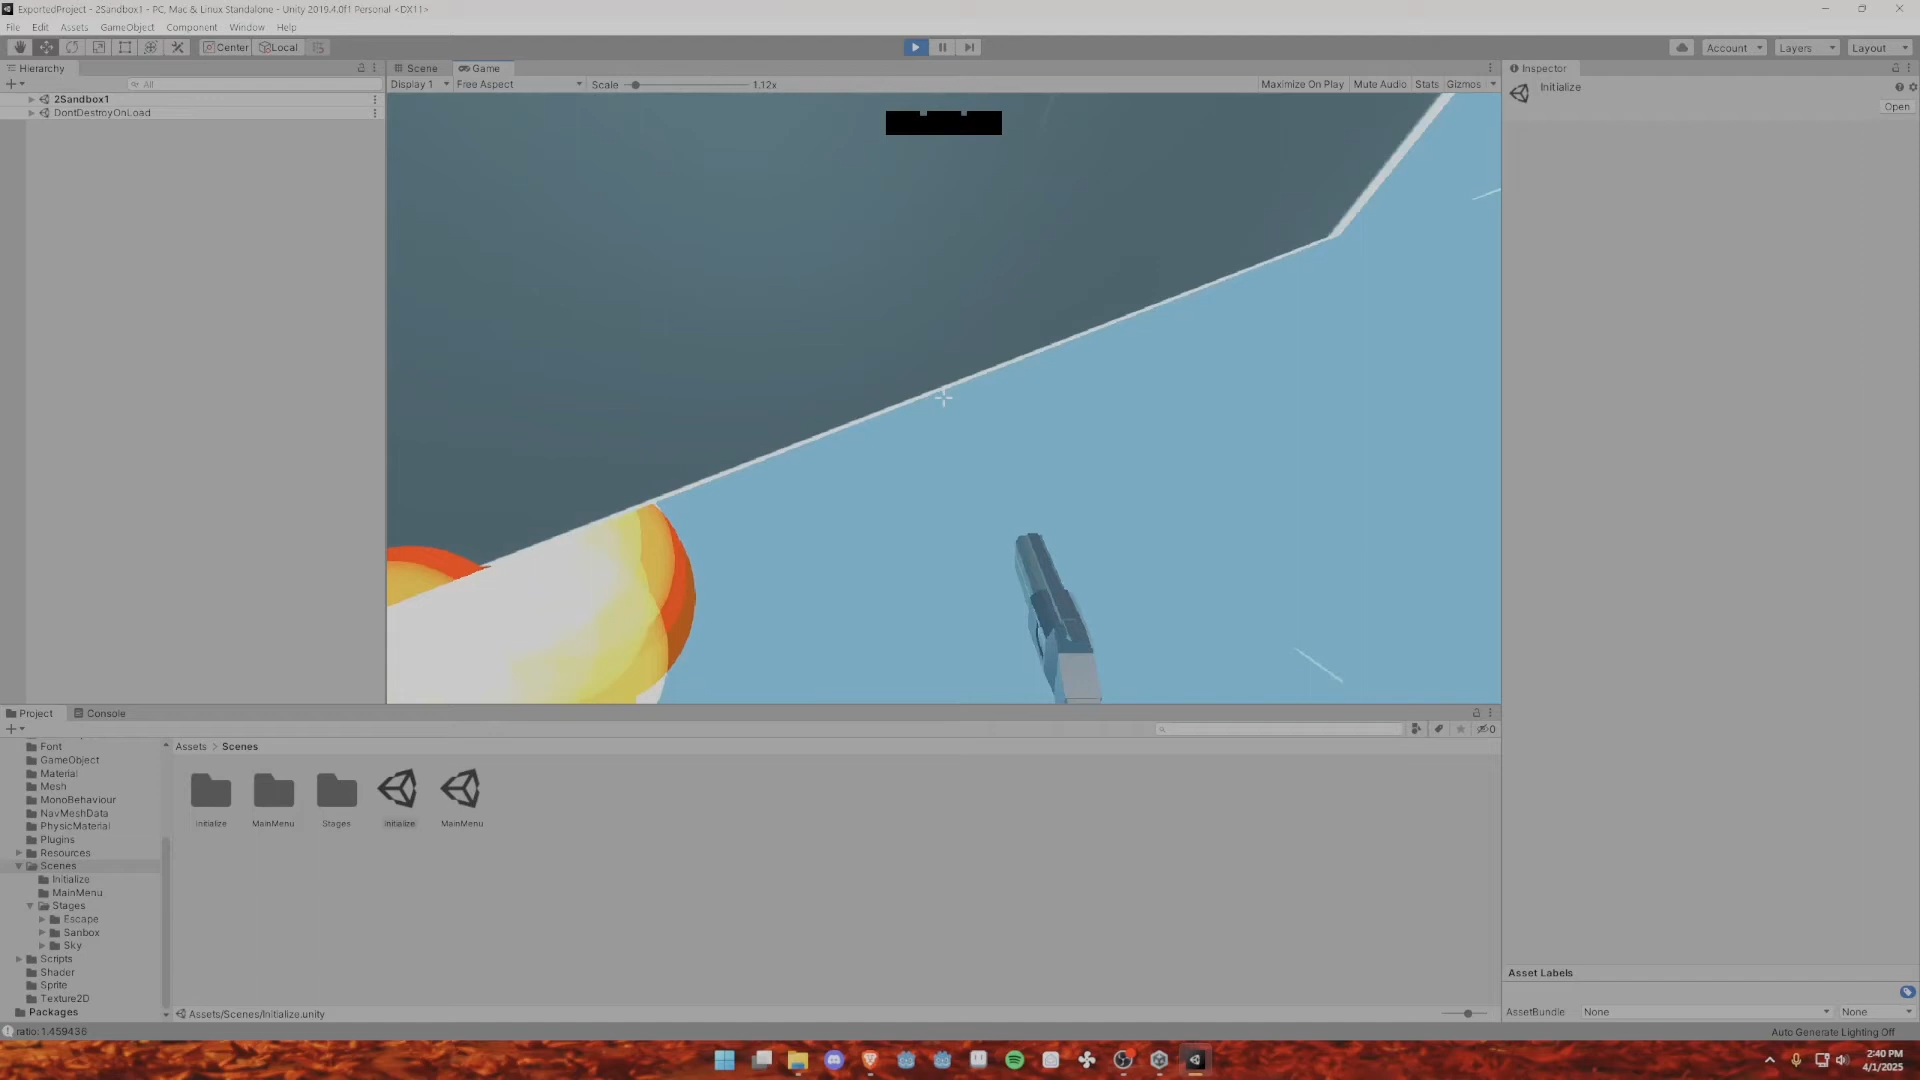 ExportedProject - 2Sandbox1 - PC, Mac & Linux Standalone - Unity 2019.4.0f1 Personal <DX11>
File Edit Assets GameObject Component Window Help
Center Local
Account Layers Layout
Hierarchy
All
2Sandbox1
DontDestroyOnLoad
Scene Game
Display 1 Free Aspect Scale 1.12x
Maximize On Play Mute Audio Stats Gizmos
Inspector
Initialize
Open
Project Console
0
Font
GameObject
Material
Mesh
MonoBehaviour
NavMeshData
PhysicMaterial
Plugins
Resources
Scenes
Initialize
MainMenu
Stages
Escape
Sanbox
Sky
Scripts
Shader
Sprite
Texture2D
Packages
Assets > Scenes
Initialize MainMenu Stages Initialize MainMenu
Assets/Scenes/Initialize.unity
Asset Labels
AssetBundle None None
ratio: 1.459436
Auto Generate Lighting Off
2:40 PM
4/1/2025